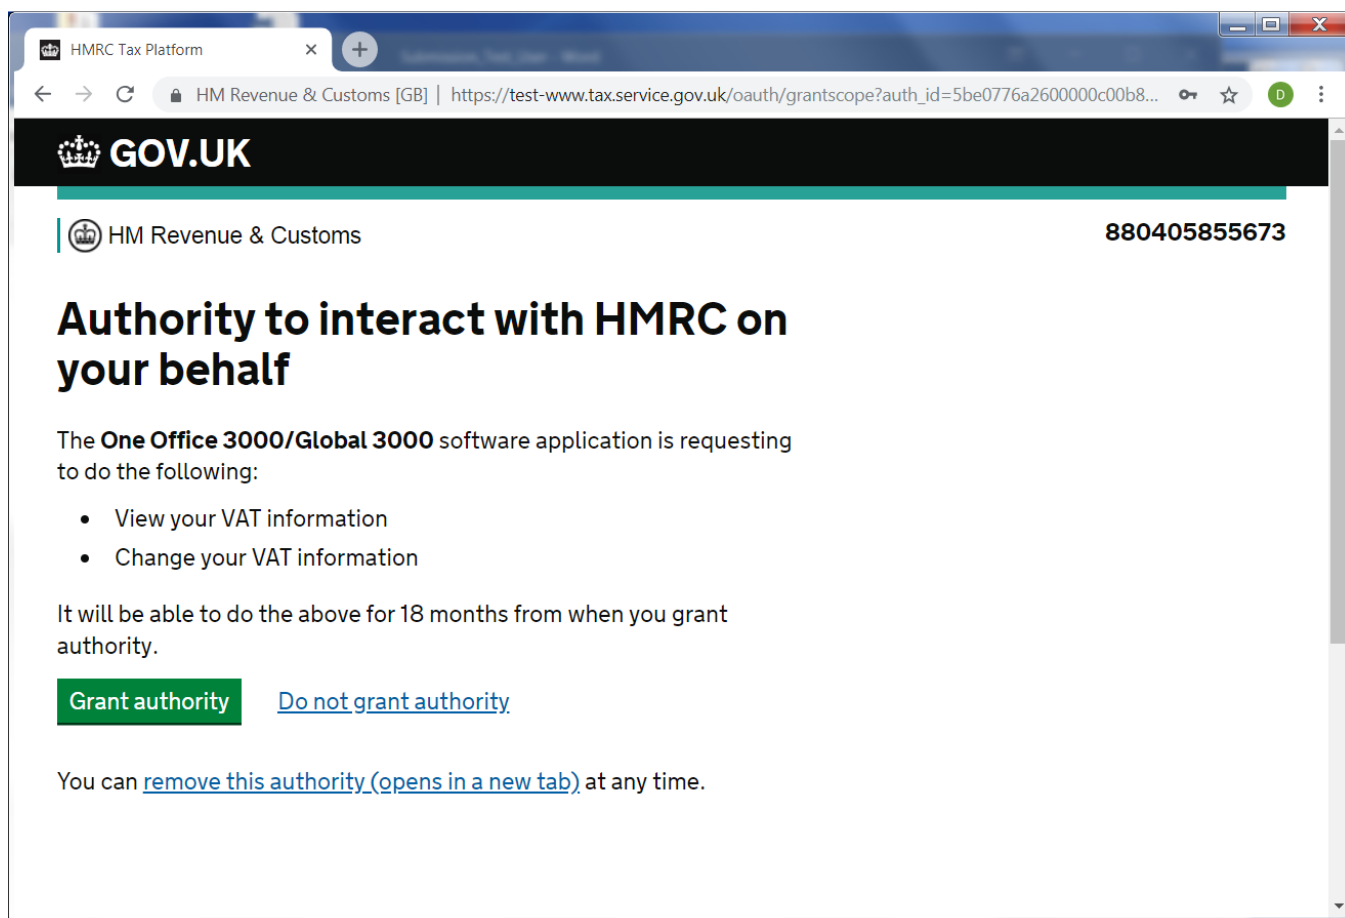 HMRC Tax Platform
Submission_Test_User - Word
HM Revenue & Customs [GB] | https://test-www.tax.service.gov.uk/oauth/grantscope?auth_id=5be0776a2600000c00b8...
D
GOV.UK
HM Revenue & Customs
880405855673
Authority to interact with HMRC on
your behalf
The One Office 3000/Global 3000 software application is requesting
to do the following:
• View your VAT information
• Change your VAT information
It will be able to do the above for 18 months from when you grant
authority.
Grant authority
Do not grant authority
You can remove this authority (opens in a new tab) at any time.